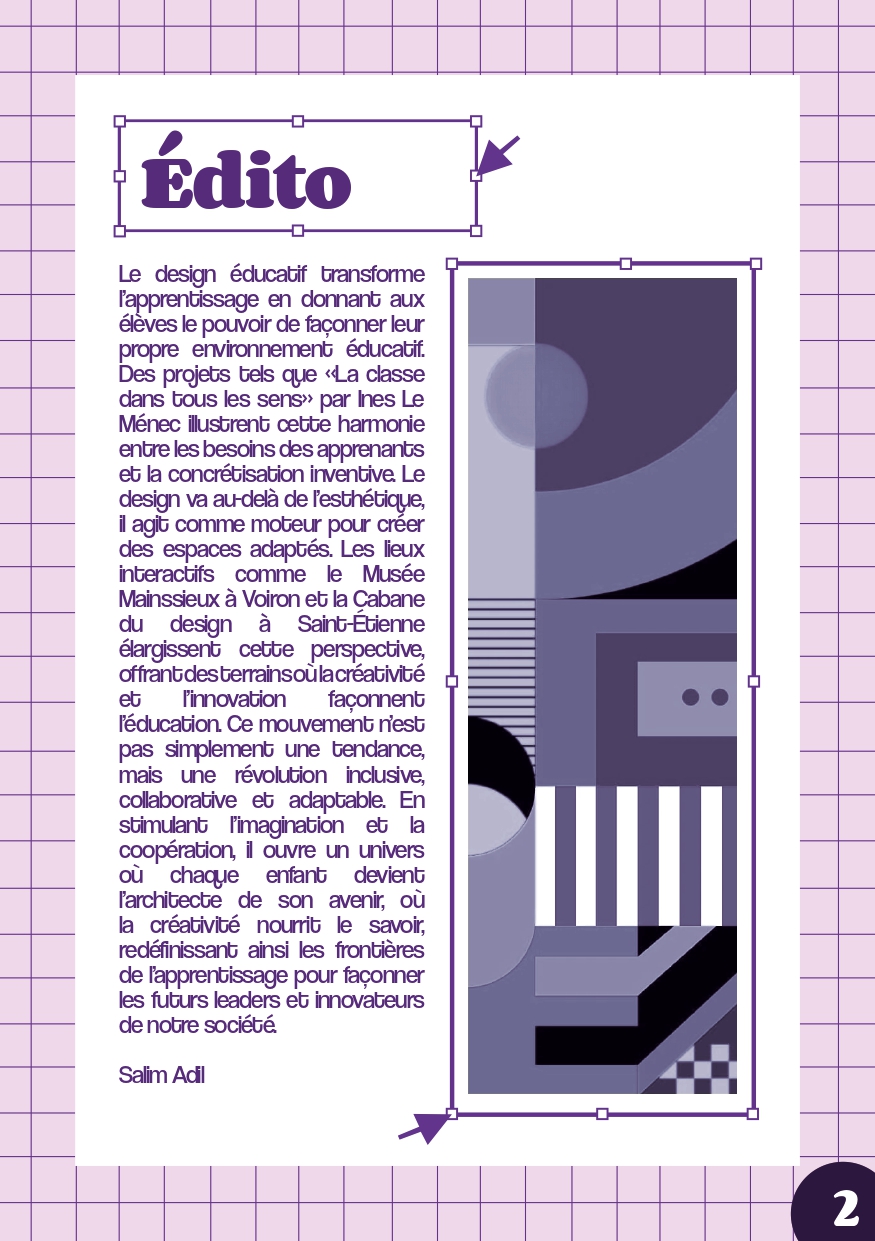 Édito
Le design éducatif transforme
l'apprentissage en donnant aux
élèves le pouvoir de façonner leur
propre environnement éducatif.
Des projets tels que «La classe
dans tous les sens» par Ines Le
Ménec illustrent cette harmonie
entre les besoins des apprenants
et la concrétisation inventive. Le
design va au-delà de l'esthétique,
il agit comme moteur pour créer
des espaces adaptés. Les lieux
interactifs comme le Musée
Mainssieux à Voiron et la Cabane
du design à Saint-Étienne
élargissent cette perspective,
offrant des terrains où la créativité
et l'innovation façonnent
l'éducation. Ce mouvement n'est
pas simplement une tendance,
mais une révolution inclusive,
collaborative et adaptable. En
stimulant l'imagination et la
coopération, il ouvre un univers
où chaque enfant devient
l'architecte de son avenir, où
la créativité nourrit le savoir,
redéfinissant ainsi les frontières
de l'apprentissage pour façonner
les futurs leaders et innovateurs
de notre société.
Salim Adil
2